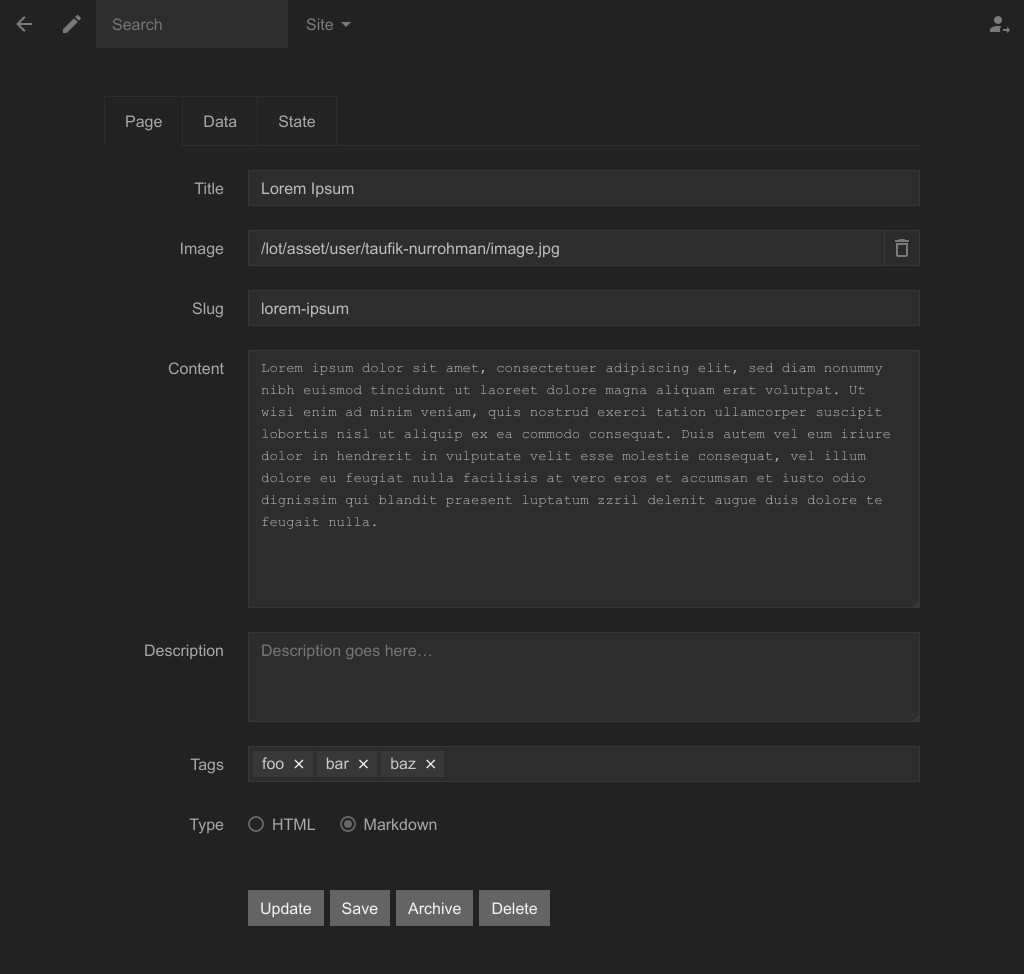 Search
Site
Page Data State
Title
Lorem Ipsum
Image
/lot/asset/user/taufik-nurrohman/image.jpg
Slug
lorem-ipsum
Content
Lorem ipsum dolor sit amet, consectetuer adipiscing elit, sed diam nonummy
nibh euismod tincidunt ut laoreet dolore magna aliquam erat volutpat. Ut
wisi enim ad minim veniam, quis nostrud exerci tation ullamcorper suscipit
lobortis nisl ut aliquip ex ea commodo consequat. Duis autem vel eum iriure
dolor in hendrerit in vulputate velit esse molestie consequat, vel illum
dolore eu feugiat nulla facilisis at vero eros et accumsan et iusto odio
dignissim qui blandit praesent luptatum zzril delenit augue duis dolore te
feugait nulla.
Description
Description goes here…
Tags
foo bar baz
Type
HTML Markdown
Update Save Archive Delete